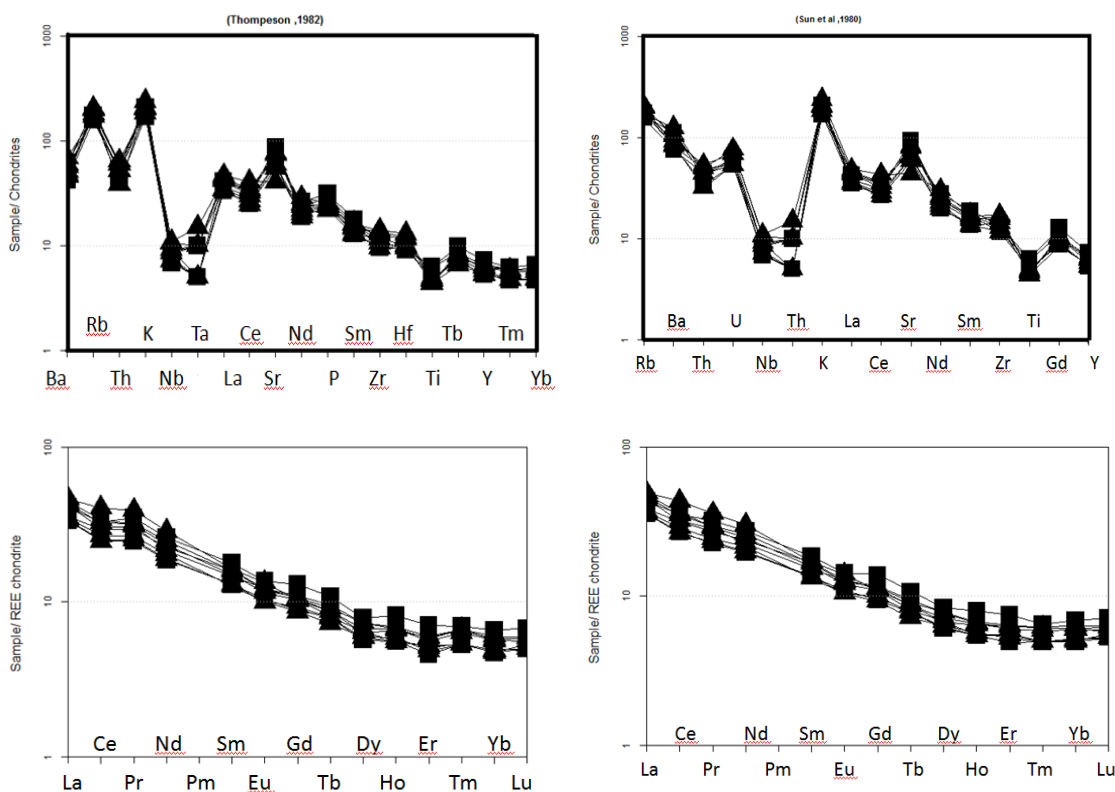 (Thompeson ,1982)
Sample/ Chondrites
1000
100
10
1
Rb K Ta Ce Nd Sm Hf Tb Tm
Ba Th Nb La Sr P Zr Ti Y Yb
(Sun et al ,1980)
Sample/ Chondrites
1000
100
10
1
Ba U Th La Sr Sm Ti
Rb Th Nb K Ce Nd Zr Gd Y
Sample/ REE chondrite
100
10
1
Ce Nd Sm Gd Dy Er Yb
La Pr Pm Eu Tb Ho Tm Lu
Sample/ REE chondrite
100
10
1
Ce Nd Sm Gd Dy Er Yb
La Pr Pm Eu Tb Ho Tm Lu